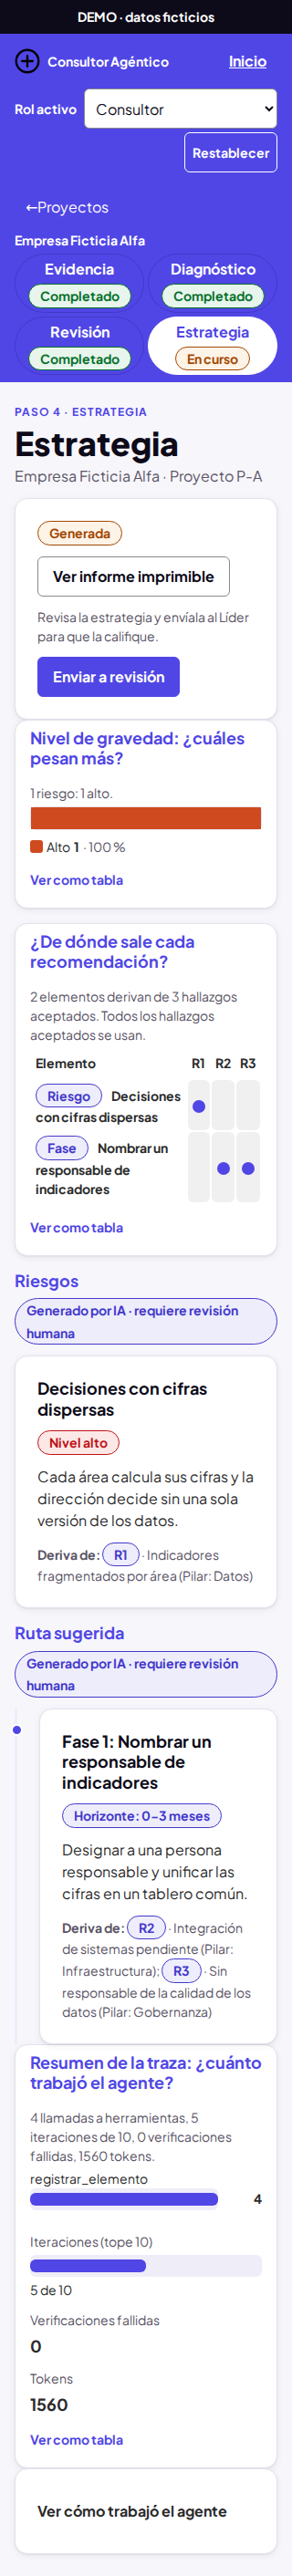 DEMO · datos ficticios
Consultor Agéntico
Inicio
Rol activo
Consultor
Restablecer
←Proyectos
Empresa Ficticia Alfa
Evidencia
Diagnóstico
Completado
Completado
Revisión
Estrategia
Completado
En curso
PASO 4 · ESTRATEGIA
Estrategia
Empresa Ficticia Alfa · Proyecto P-A
Generada
Ver informe imprimible
Revisa la estrategia y envíala al Líder
para que la califique.
Enviar a revisión
Nivel de gravedad: ¿cuáles
pesan más?
1 riesgo: 1 alto.
Alto 1 · 100 %
Ver como tabla
¿De dónde sale cada
recomendación?
2 elementos derivan de 3 hallazgos
aceptados. Todos los hallazgos
aceptados se usan.
Elemento R1 R2 R3
Riesgo Decisiones
con cifras dispersas
Fase Nombrar un
responsable de
indicadores
Ver como tabla
Riesgos
Generado por IA · requiere revisión
humana
Decisiones con cifras
dispersas
Nivel alto
Cada área calcula sus cifras y la
dirección decide sin una sola
versión de los datos.
Deriva de: R1 · Indicadores
fragmentados por área (Pilar: Datos)
Ruta sugerida
Generado por IA · requiere revisión
humana
Fase 1: Nombrar un
responsable de
indicadores
Horizonte: 0-3 meses
Designar a una persona
responsable y unificar las
cifras en un tablero común.
Deriva de: R2 · Integración
de sistemas pendiente (Pilar:
Infraestructura); R3 · Sin
responsable de la calidad de los
datos (Pilar: Gobernanza)
Resumen de la traza: ¿cuánto
trabajó el agente?
4 llamadas a herramientas, 5
iteraciones de 10, 0 verificaciones
fallidas, 1560 tokens.
registrar_elemento
4
Iteraciones (tope 10)
5 de 10
Verificaciones fallidas
0
Tokens
1560
Ver como tabla
Ver cómo trabajó el agente